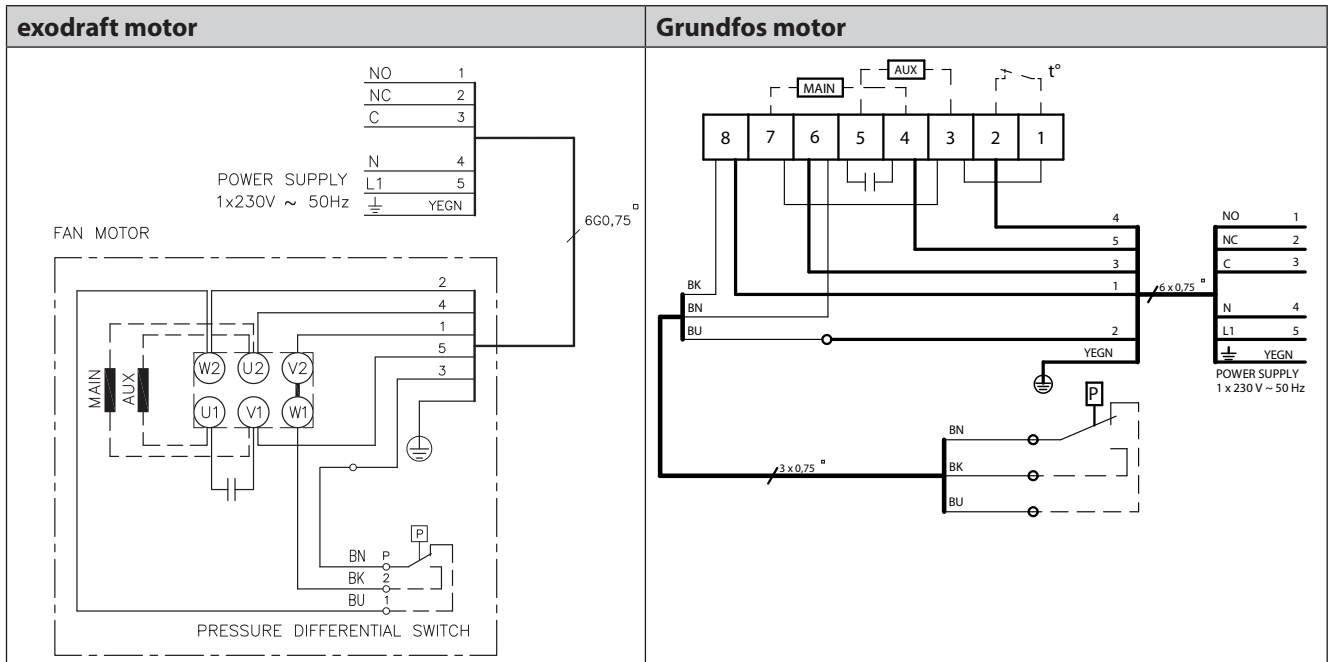 exodraft motor
NO 1
NC 2
C 3
N 4
POWER SUPPLY
L1 5
1x230V ~ 50Hz
YEGN
6G0,75 □
FAN MOTOR
2
4
1
5
3
W2 U2 V2
MAIN
AUX
U1 V1 W1
P
BN P
BK 2
BU 1
PRESSURE DIFFERENTIAL SWITCH
Grundfos motor
AUX
t°
MAIN
8 7 6 5 4 3 2 1
4
5
3
1
2
YEGN
BK
BN
BU
6 x 0,75 □
NO 1
NC 2
C 3
N 4
L1 5
YEGN
POWER SUPPLY
1 x 230 V ~ 50 Hz
P
BN
BK
BU
3 x 0,75 □